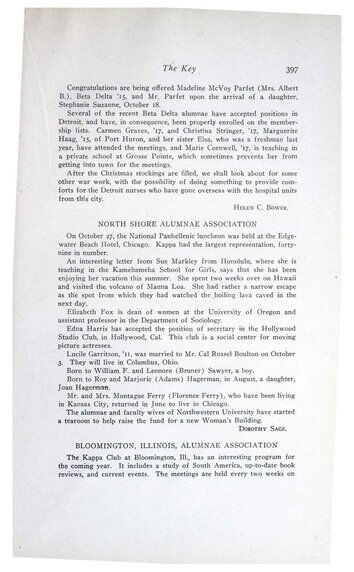 The Key 397
Congratulations are being offered Madeline McVoy Parfet (Mrs. Albert
B.), Beta Delta '15, and Mr. Parfet upon the arrival of a daughter,
Stephanie Suzanne, October 18.
Several of the recent Beta Delta alumnae have accepted positions in
Detroit, and have, in consequence, been properly enrolled on the member-
ship lists. Carmen Graves, '17, and Christina Stringer, '17, Marguerite
Haag, '15, of Port Huron, and her sister Elsa, who was a freshman last
year, have attended the meetings, and Marie Cornwell, '17, is teaching in
a private school at Grosse Pointe, which sometimes prevents her from
getting into town for the meetings.
After the Christmas stockings are filled, we shall look about for some
other war work, with the possibility of doing something to provide com-
forts for the Detroit nurses who have gone overseas with the hospital units
from this city.
Helen C. Bower.
NORTH SHORE ALUMNAE ASSOCIATION
On October 27, the National Panhellenic luncheon was held at the Edge-
water Beach Hotel, Chicago. Kappa had the largest representation, forty-
nine in number.
An interesting letter from Sue Markley from Honolulu, where she is
teaching in the Kamehameha School for Girls, says that she has been
enjoying her vacation this summer. She spent two weeks over on Hawaii
and visited the volcano of Mauna Loa. She had rather a narrow escape
as the spot from which they had watched the boiling lava caved in the
next day.
Elizabeth Fox is dean of women at the University of Oregon and
assistant professor in the Department of Sociology.
Edna Harris has accepted the position of secretary in the Hollywood
Studio Club, in Hollywood, Cal. This club is a social center for moving
picture actresses.
Lucile Garritson, '11, was married to Mr. Cal Russel Boulton on October
3. They will live in Columbus, Ohio.
Born to William F. and Leonore (Bruner) Sawyer, a boy.
Born to Roy and Marjorie (Adams) Hagerman, in August, a daughter,
Joan Hagerman.
Mr. and Mrs. Montague Ferry (Florence Ferry), who have been living
in Kansas City, returned in June to live in Chicago.
The alumnae and faculty wives of Northwestern University have started
a tearoom to help raise the fund for a new Woman's Building.
Dorothy Sage.
BLOOMINGTON, ILLINOIS, ALUMNAE ASSOCIATION
The Kappa Club at Bloomington, Ill., has an interesting program for
the coming year. It includes a study of South America, up-to-date book
reviews, and current events. The meetings are held every two weeks on